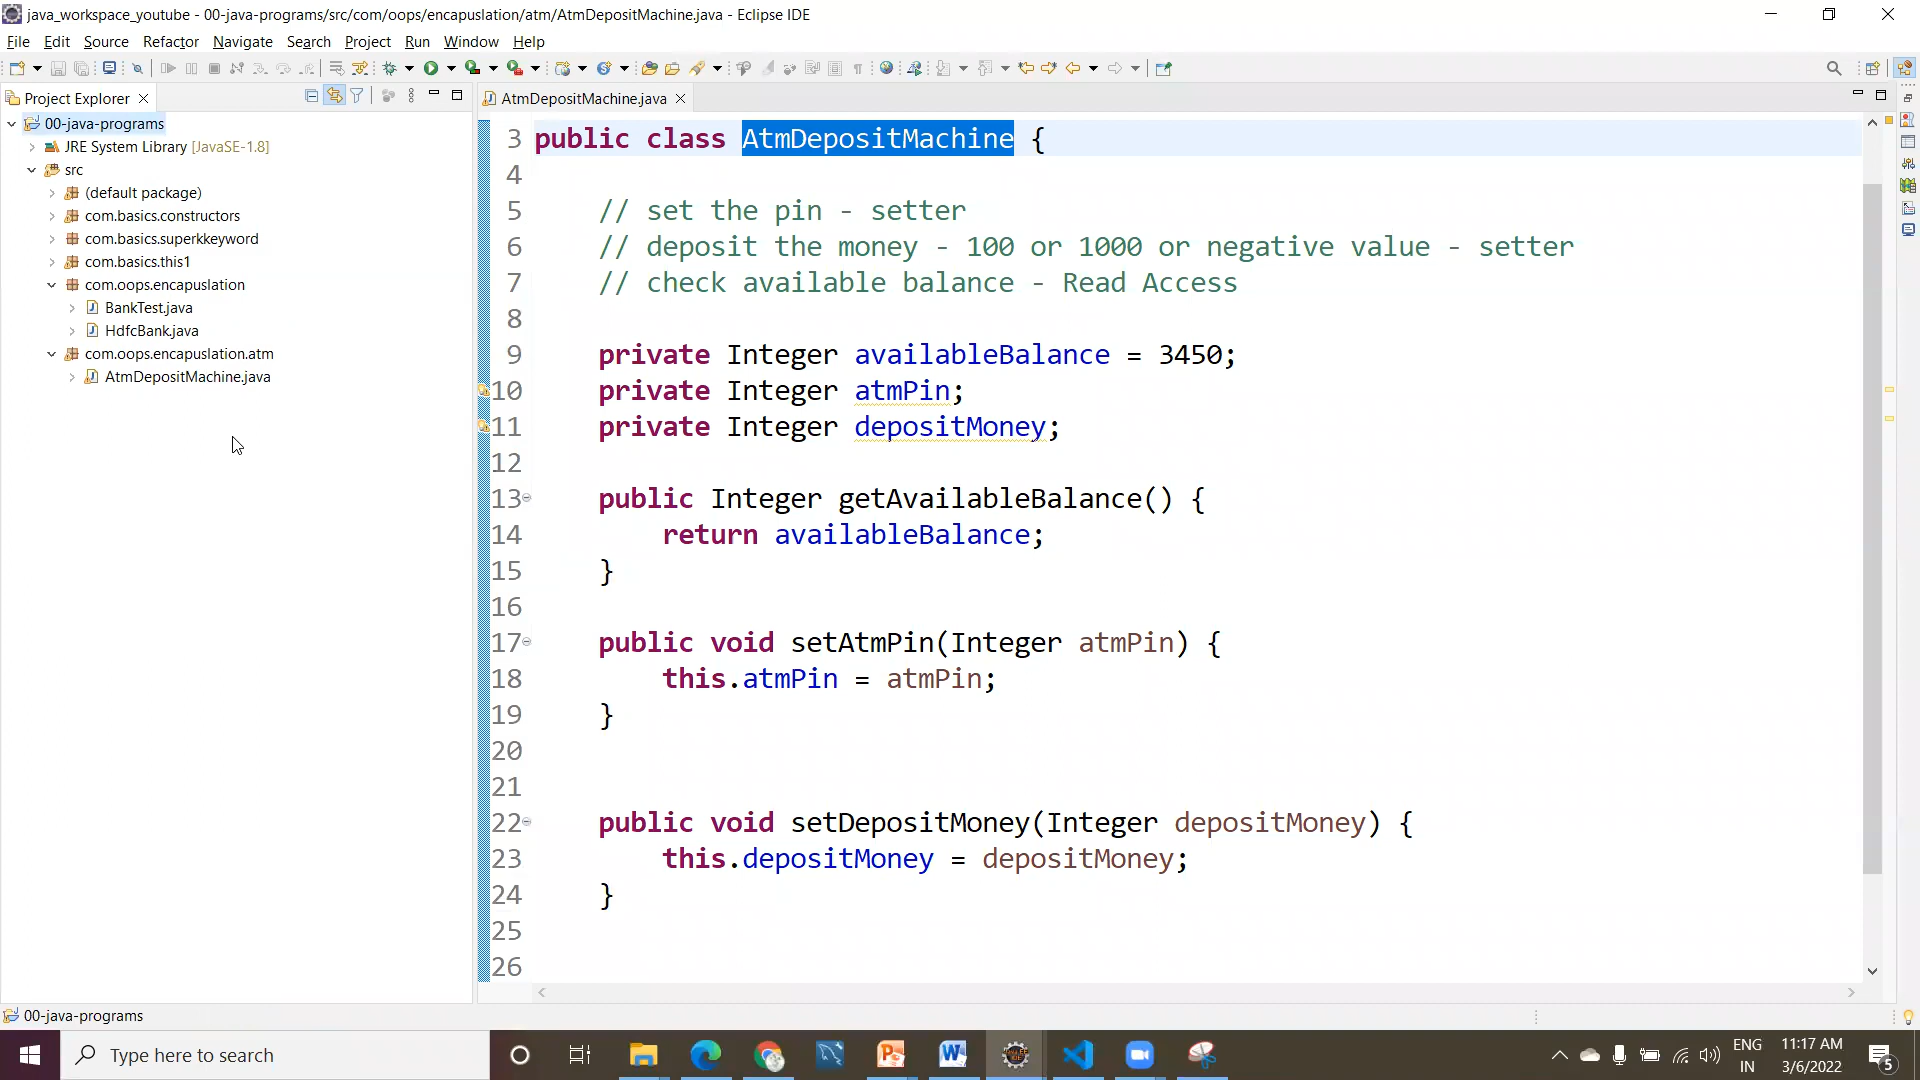 java_workspace_youtube - 00-java-programs/src/com/oops/encapuslation/atm/AtmDepositMachine.java - Eclipse IDE
File Edit Source Refactor Navigate Search Project Run Window Help
Project Explorer
AtmDepositMachine.java
00-java-programs
JRE System Library [JavaSE-1.8]
src
(default package)
com.basics.constructors
com.basics.superkkeyword
com.basics.this1
com.oops.encapuslation
BankTest.java
HdfcBank.java
com.oops.encapuslation.atm
AtmDepositMachine.java
3 public class AtmDepositMachine {
4
5 // set the pin - setter
6 // deposit the money - 100 or 1000 or negative value - setter
7 // check available balance - Read Access
8
9 private Integer availableBalance = 3450;
10 private Integer atmPin;
11 private Integer depositMoney;
12
13 public Integer getAvailableBalance() {
14 return availableBalance;
15 }
16
17 public void setAtmPin(Integer atmPin) {
18 this.atmPin = atmPin;
19 }
20
21
22 public void setDepositMoney(Integer depositMoney) {
23 this.depositMoney = depositMoney;
24 }
25
26
00-java-programs
Type here to search
ENG
IN
11:17 AM
3/6/2022
5